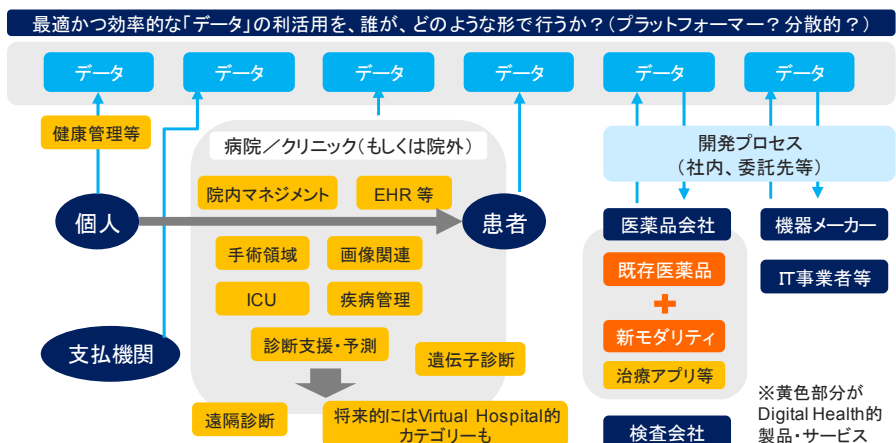 最適かつ効率的な「データ」の利活用を、誰が、どのような形で行うか？（プラットフォーマー？分散的？）
データ
データ
データ
データ
データ
データ
健康管理等
病院／クリニック（もしくは院外）
開発プロセス
（社内、委託先等）
院内マネジメント
EHR 等
個人
患者
医薬品会社
機器メーカー
手術領域
画像関連
既存医薬品
IT事業者等
ICU
疾病管理
新モダリティ
支払機関
診断支援・予測
遺伝子診断
治療アプリ等
遠隔診断
将来的にはVirtual Hospital的
カテゴリーも
検査会社
※黄色部分が
Digital Health的
製品・サービス